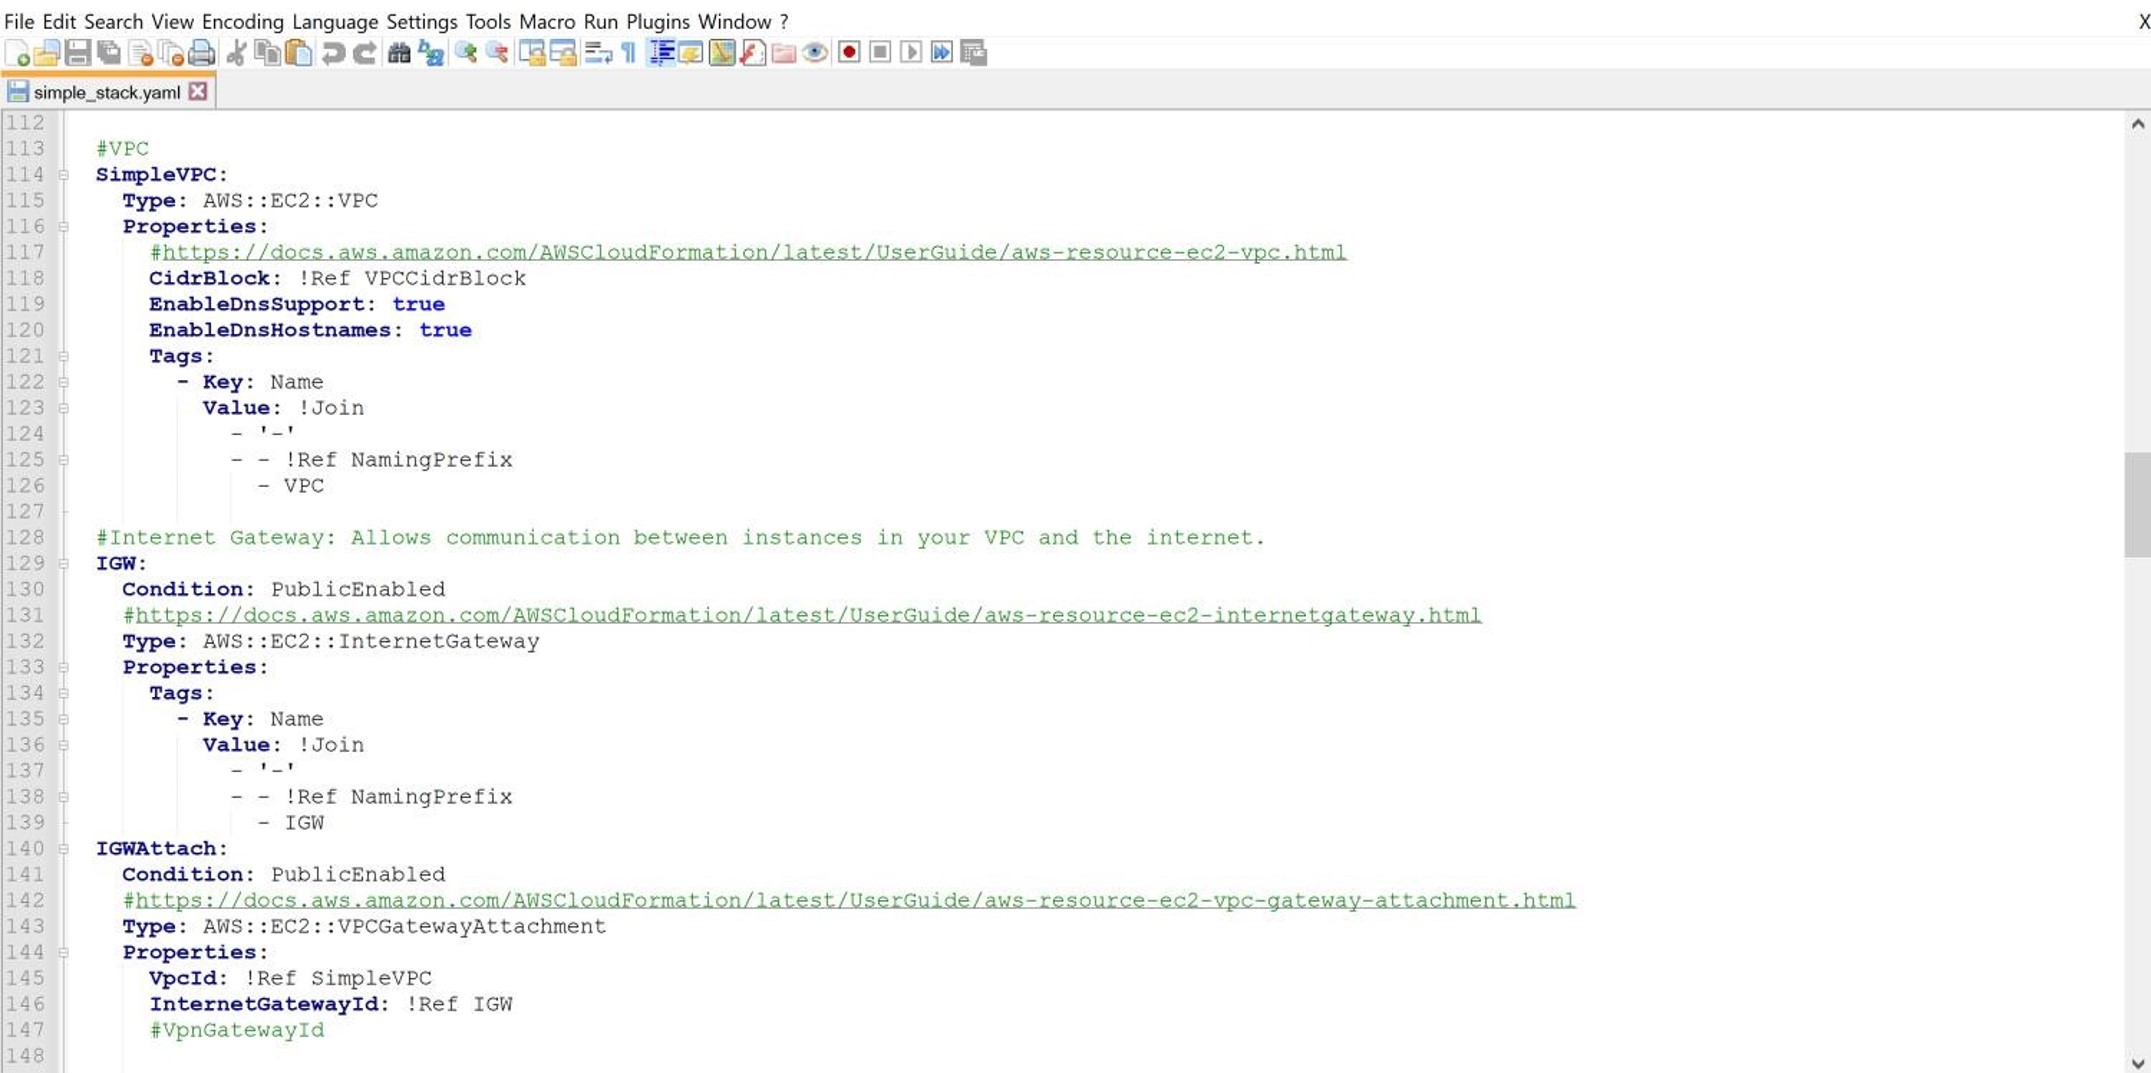 File Edit Search View Encoding Language Settings Tools Macro Run Plugins Window ? X
simple_stack.yaml
112
113 #VPC
114 SimpleVPC:
115 Type: AWS::EC2::VPC
116 Properties:
117 #https://docs.aws.amazon.com/AWSCloudFormation/latest/UserGuide/aws-resource-ec2-vpc.html
118 CidrBlock: !Ref VPCCidrBlock
119 EnableDnsSupport: true
120 EnableDnsHostnames: true
121 Tags:
122 - Key: Name
123 Value: !Join
124 - '-'
125 - - !Ref NamingPrefix
126 - VPC
127
128 #Internet Gateway: Allows communication between instances in your VPC and the internet.
129 IGW:
130 Condition: PublicEnabled
131 #https://docs.aws.amazon.com/AWSCloudFormation/latest/UserGuide/aws-resource-ec2-internetgateway.html
132 Type: AWS::EC2::InternetGateway
133 Properties:
134 Tags:
135 - Key: Name
136 Value: !Join
137 - '-'
138 - - !Ref NamingPrefix
139 - IGW
140 IGWAttach:
141 Condition: PublicEnabled
142 #https://docs.aws.amazon.com/AWSCloudFormation/latest/UserGuide/aws-resource-ec2-vpc-gateway-attachment.html
143 Type: AWS::EC2::VPCGatewayAttachment
144 Properties:
145 VpcId: !Ref SimpleVPC
146 InternetGatewayId: !Ref IGW
147 #VpnGatewayId
148